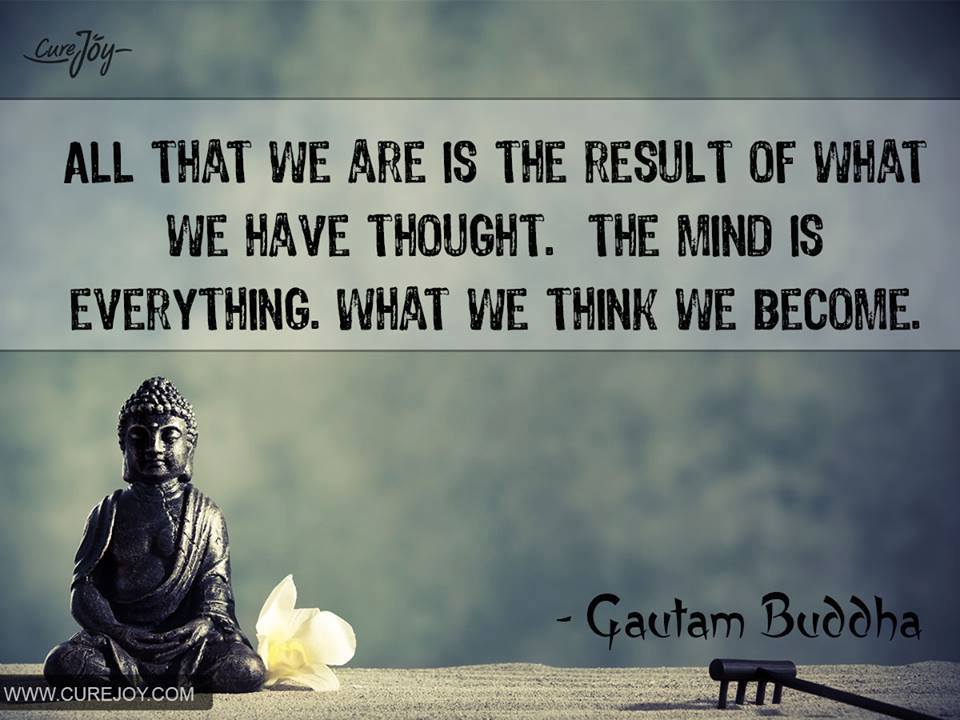 CureJoy
ALL THAT WE ARE IS THE RESULT OF WHAT
WE HAVE THOUGHT. THE MIND IS
EVERYTHING. WHAT WE THINK WE BECOME.
- Gautam Buddha
WWW.CUREJOY.COM